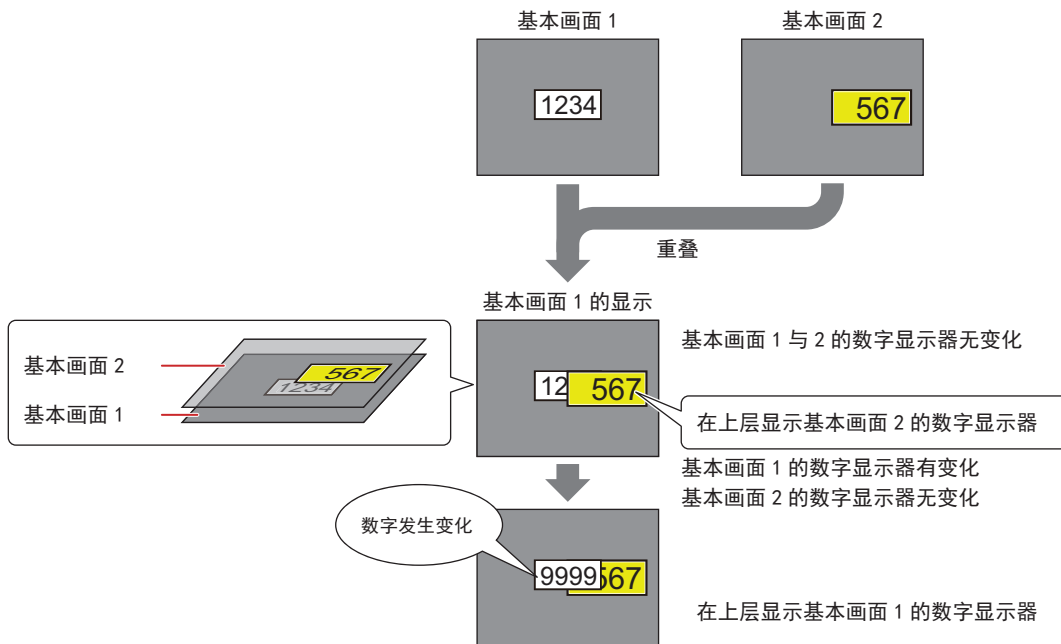 基本画面 1
基本画面 2
1234
567
重叠
基本画面 1 的显示
基本画面 1 与 2 的数字显示器无变化
基本画面 2
567
1234
基本画面 1
12
567
在上层显示基本画面 2 的数字显示器
基本画面 1 的数字显示器有变化
基本画面 2 的数字显示器无变化
数字发生变化
9999
567
在上层显示基本画面 1 的数字显示器